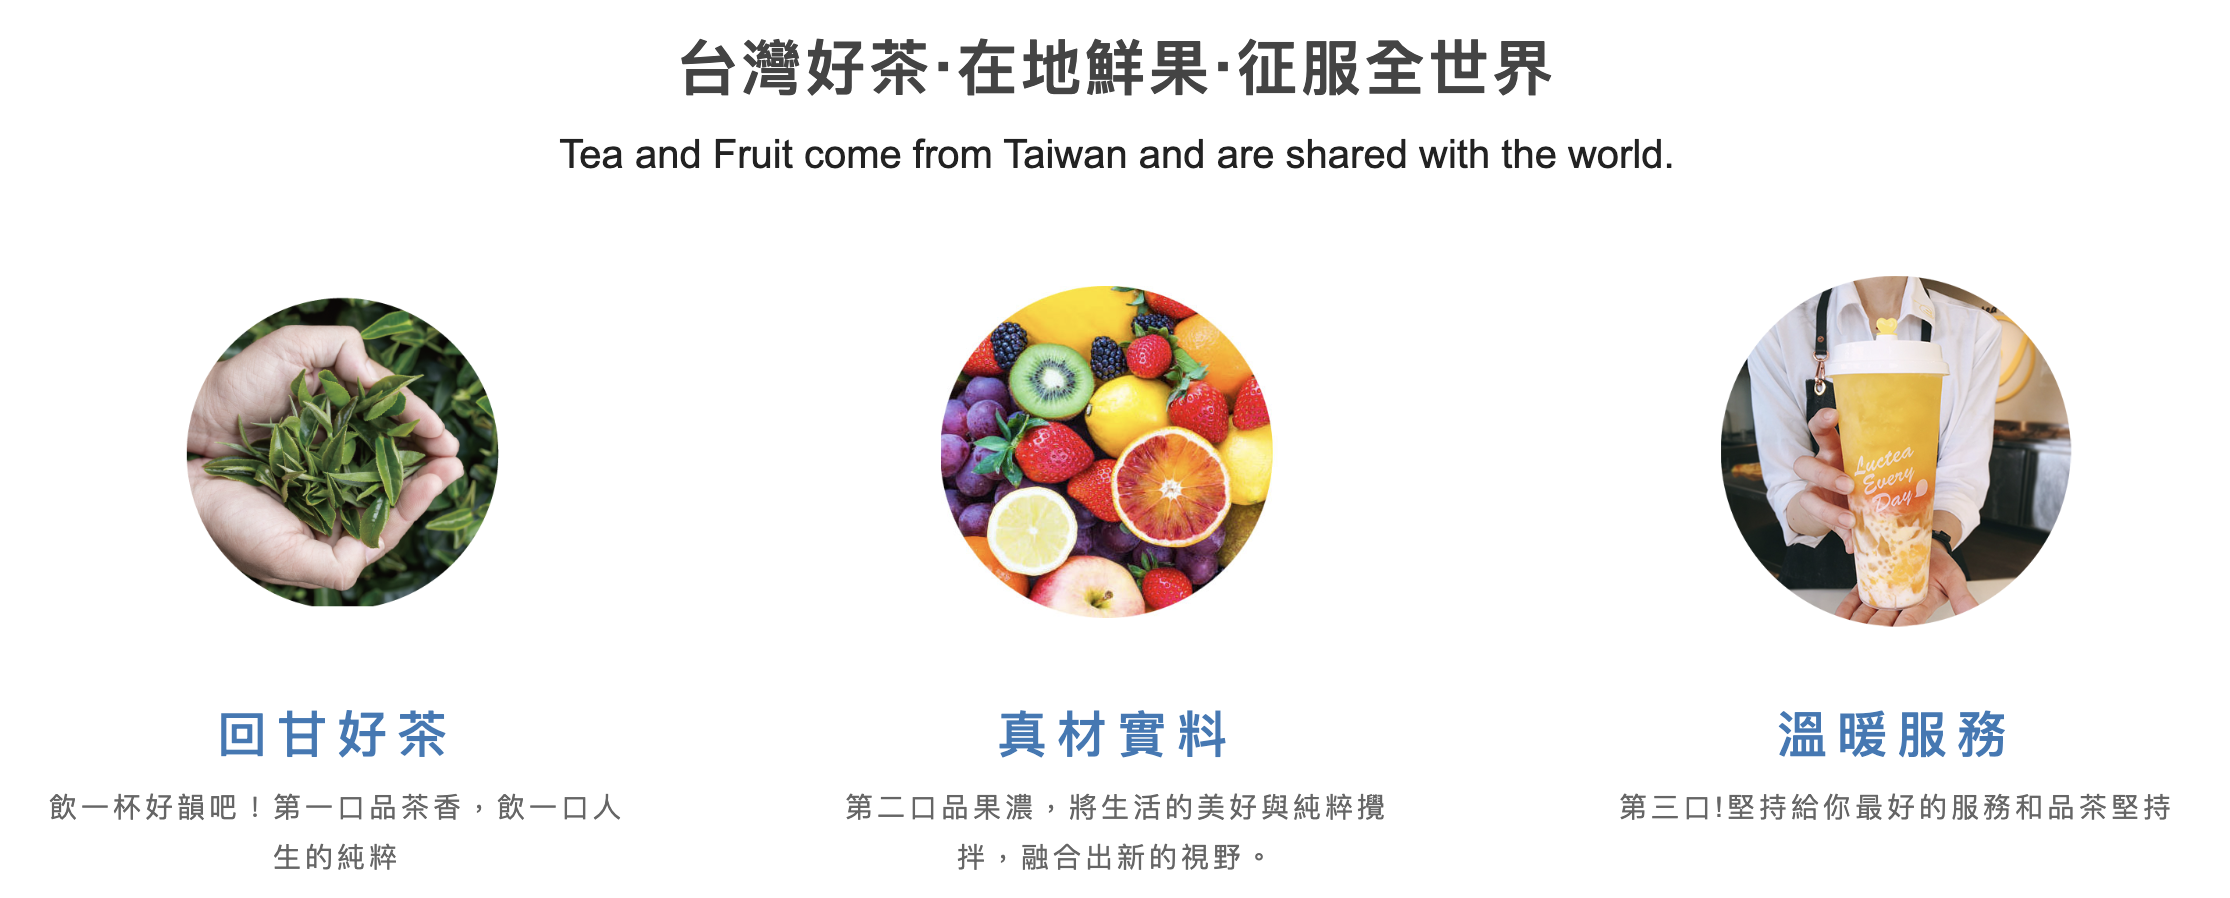 台灣好茶·在地鮮果·征服全世界
Tea and Fruit come from Taiwan and are shared with the world.
Luctea
Every
Day
回甘好茶
飲一杯好韻吧！第一口品茶香，飲一口人
生的純粹
真材實料
第二口品果濃，將生活的美好與純粹攪
拌，融合出新的視野。
溫暖服務
第三口!堅持給你最好的服務和品茶堅持